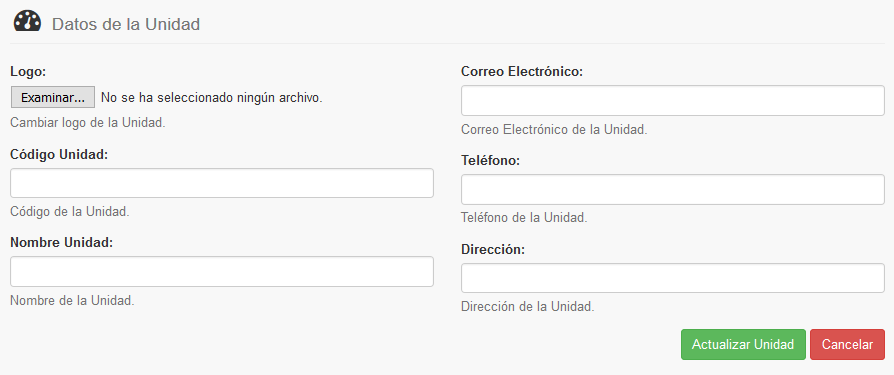 Datos de la Unidad
Logo:
Examinar... No se ha seleccionado ningún archivo.
Cambiar logo de la Unidad.
Código Unidad:
Código de la Unidad.
Nombre Unidad:
Nombre de la Unidad.
Correo Electrónico:
Correo Electrónico de la Unidad.
Teléfono:
Teléfono de la Unidad.
Dirección:
Dirección de la Unidad.
Actualizar Unidad Cancelar